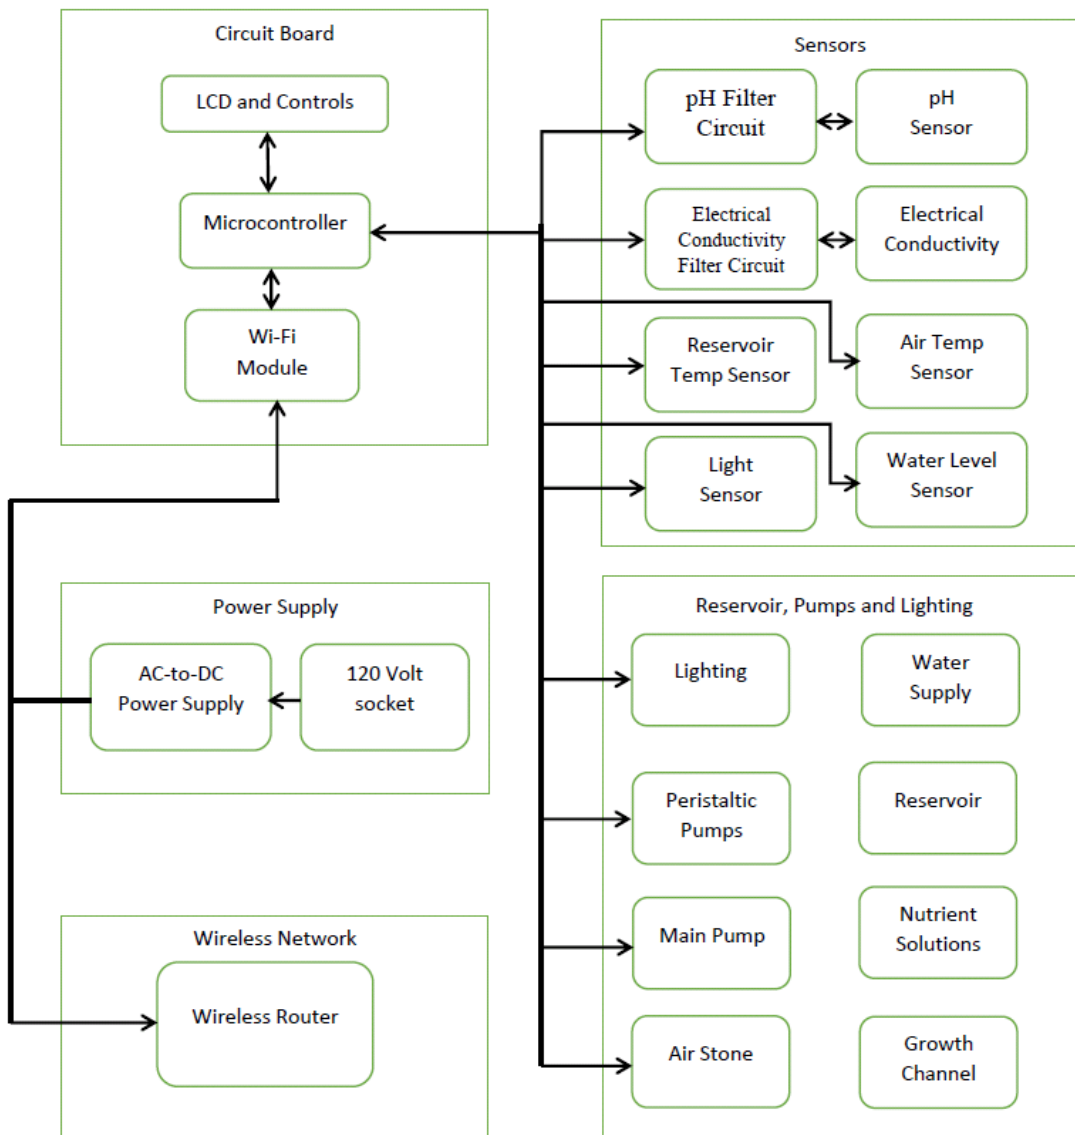 Circuit Board
LCD and Controls
Microcontroller
Wi-Fi
Module
Sensors
pH Filter
Circuit
pH
Sensor
Electrical
Conductivity
Filter Circuit
Electrical
Conductivity
Reservoir
Temp Sensor
Air Temp
Sensor
Light
Sensor
Water Level
Sensor
Power Supply
AC-to-DC
Power Supply
120 Volt
socket
Wireless Network
Wireless Router
Reservoir, Pumps and Lighting
Lighting
Water
Supply
Peristaltic
Pumps
Reservoir
Main Pump
Nutrient
Solutions
Air Stone
Growth
Channel